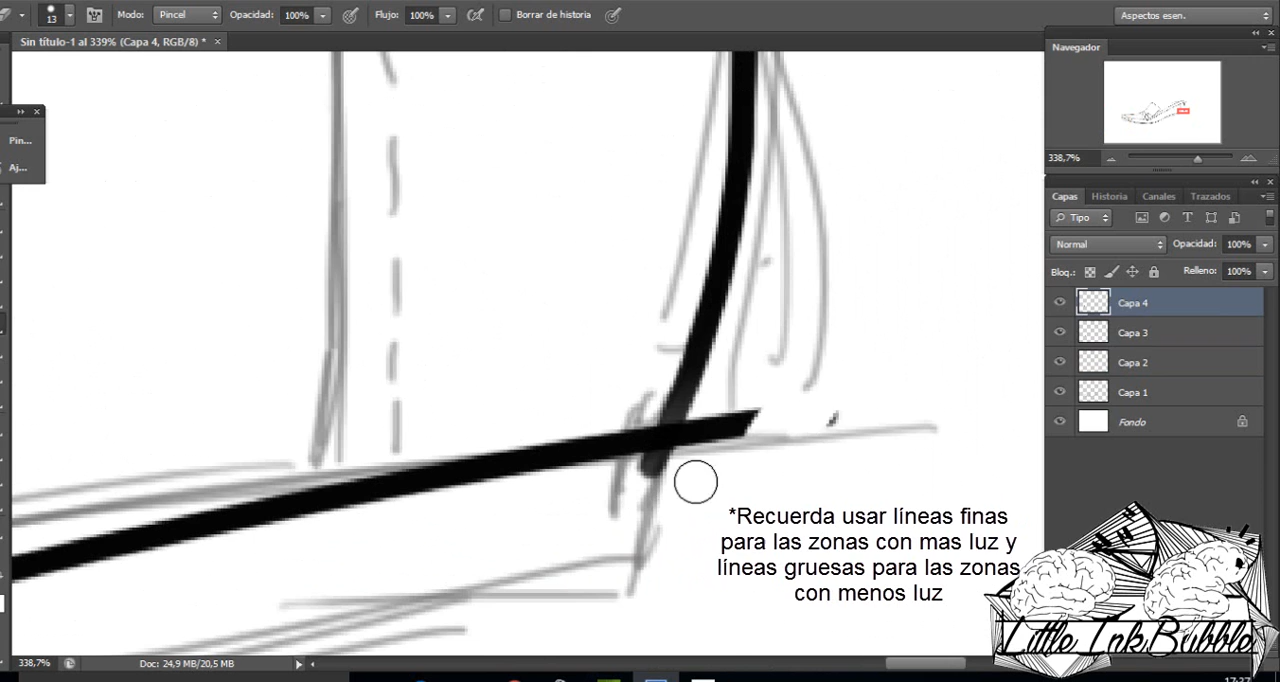 13
Modo:
Pincel
Opacidad:
100%
Flujo:
100%
Borrar de historia
Aspectos esen.
Sin título-1 al 339% (Capa 4, RGB/8) *
Navegador
Pin...
Aj...
338,7%
Capas
Historia
Canales
Trazados
Tipo
Normal
Opacidad:
100%
Bloq.:
Relleno:
100%
Capa 4
Capa 3
Capa 2
Capa 1
Fondo
*Recuerda usar líneas finas
para las zonas con mas luz y
líneas gruesas para las zonas
con menos luz
Little InkBubble
338,7%
Doc: 24,9 MB/20,5 MB